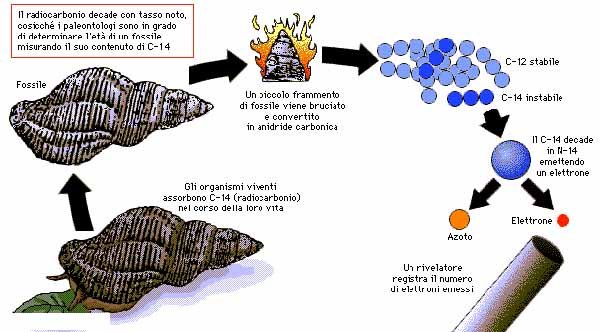 Il radiocarbonio decade con tasso noto,
cosicché i paleontologi sono in grado
di determinare l'età di un fossile
misurando il suo contenuto di C-14
Fossile
Un piccolo frammento
di fossile viene bruciato
e convertito
in anidride carbonica
C-12 stabile
C-14 instabile
Il C-14 decade
in N-14
emettendo
un elettrone
Gli organismi viventi
assorbono C-14 (radiocarbonio)
nel corso della loro vita
Azoto
Elettrone
Un rivelatore
registra il numero
di elettroni emessi